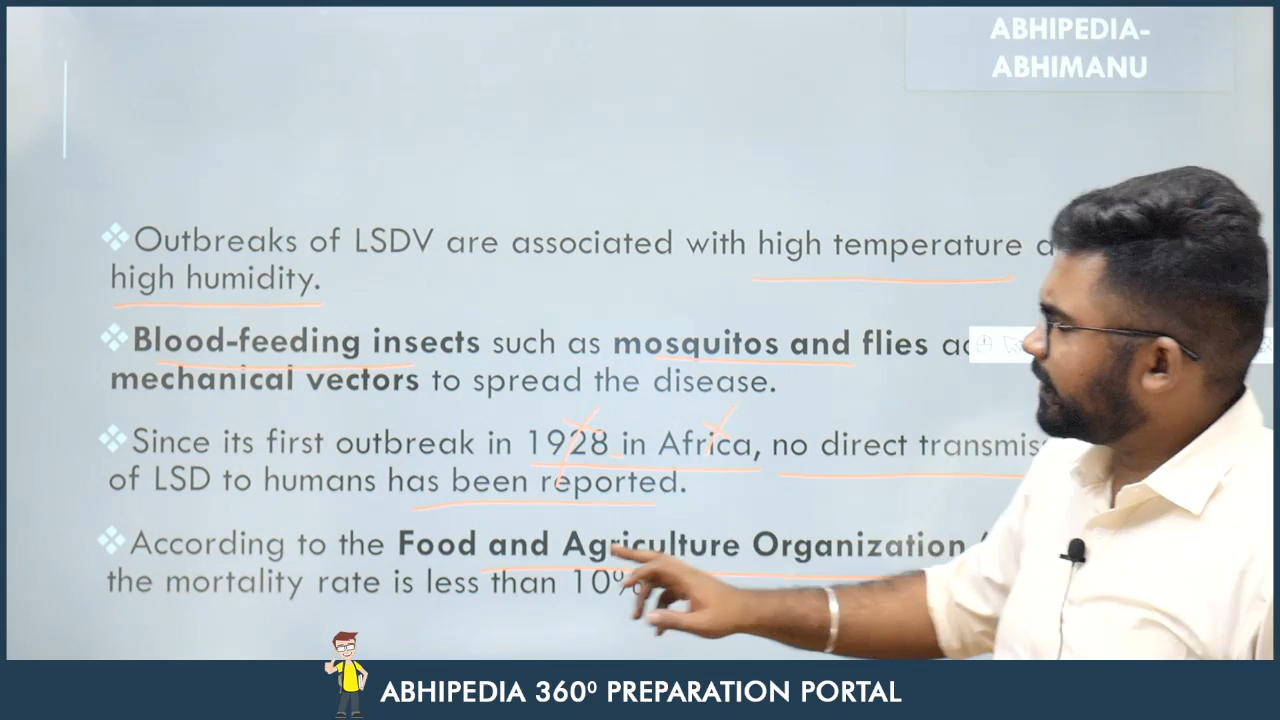 ABHIPEDIA-
ABHIMANU
Outbreaks of LSDV are associated with high temperature
high humidity.
Blood-feeding insects such as mosquitos and flies
mechanical vectors to spread the disease.
Since its first outbreak in 1928 in Africa, no direct
of LSD to humans has been reported.
According to the Food and Agriculture Organization
the mortality rate is less than 10%
ABHIPEDIA 360⁰ PREPARATION PORTAL